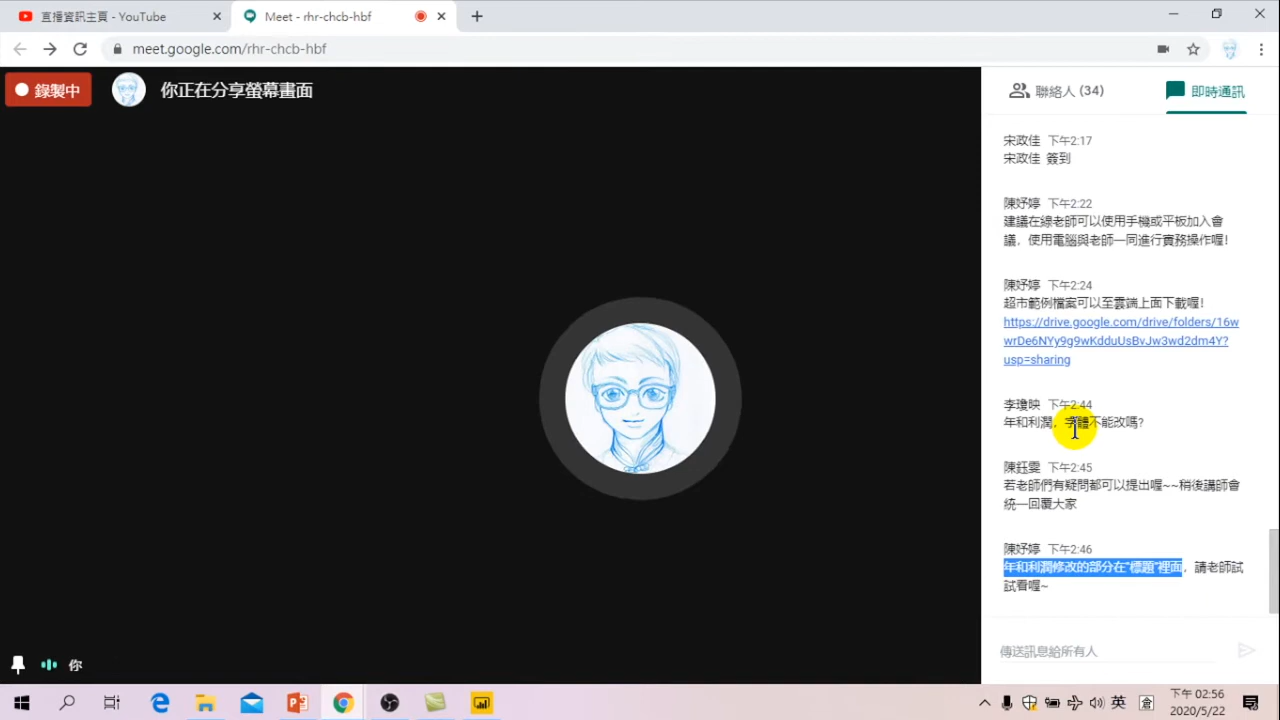 直播資訊主頁 - YouTube
Meet - rhr-chcb-hbf
meet.google.com/rhr-chcb-hbf
錄製中
你正在分享螢幕畫面
聯絡人 (34)
即時通訊
宋政佳 下午2:17
宋政佳 簽到
陳妤婷 下午2:22
建議在線老師可以使用手機或平板加入會
議，使用電腦與老師一同進行實務操作喔!
陳妤婷 下午2:24
超市範例檔案可以至雲端上面下載喔!
https://drive.google.com/drive/folders/16w
wrDe6NYy9g9wKdduUsBvJw3wd2dm4Y?
usp=sharing
李瓊映 下午2:44
年和利潤，字體不能改嗎?
陳鈺雯 下午2:45
若老師們有疑問都可以提出喔~~稍後講師會
統一回覆大家
陳妤婷 下午2:46
年和利潤修改的部分在"標題"裡面，請老師試
試看喔~
傳送訊息給所有人
你
英
下午 02:56
2020/5/22